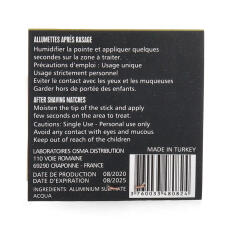 ALLUMETTES APRÈS RASAGE
Humidifier la pointe et appliquer quelques
secondes sur la zone à traiter.
Précautions d'emploi : Usage unique
Usage strictement personnel
Eviter le contact avec les yeux et les muqueuses
Garder hors de portée des enfants.
AFTER SHAVING MATCHES
Moisten the tip of the stick and apply
few seconds on the area to treat.
Cautions: Single Use - Personal use only
Avoid any contact with eyes and mucous
Keep out of reach of children.
LABORATOIRES OSMA DISTRIBUTION
110 VOIE ROMAINE
69290 CRAPONNE - FRANCE
MADE IN TURKEY
DATE OF PRODUCTION 08/2020
DATE D'EXPIRATION 08/2025
INGREDIENTS: ALUMINIUM SULPHATE
ACQUA
3 760033 480824